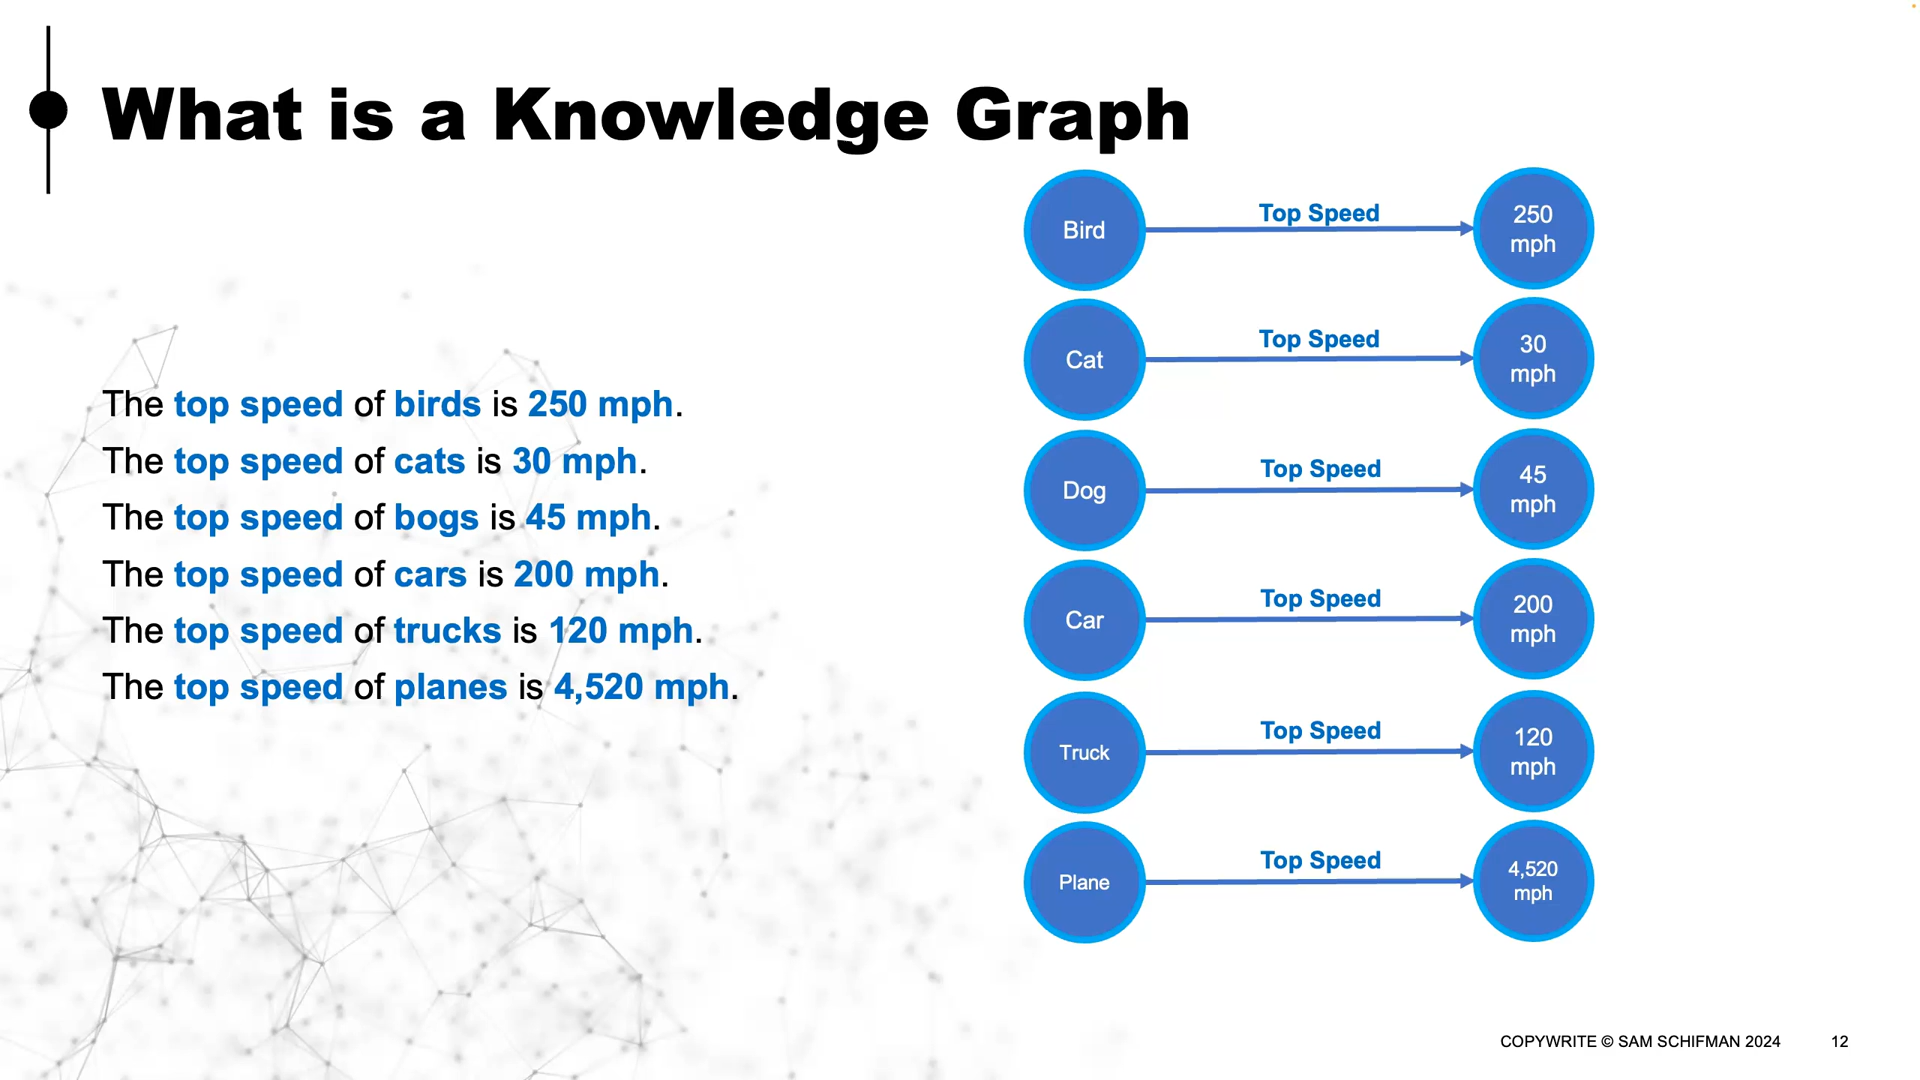 What is a Knowledge Graph
The top speed of birds is 250 mph.
The top speed of cats is 30 mph.
The top speed of bogs is 45 mph.
The top speed of cars is 200 mph.
The top speed of trucks is 120 mph.
The top speed of planes is 4,520 mph.
Bird
Top Speed
250
mph
Cat
Top Speed
30
mph
Dog
Top Speed
45
mph
Car
Top Speed
200
mph
Truck
Top Speed
120
mph
Plane
Top Speed
4,520
mph
COPYWRITE © SAM SCHIFMAN 2024
12